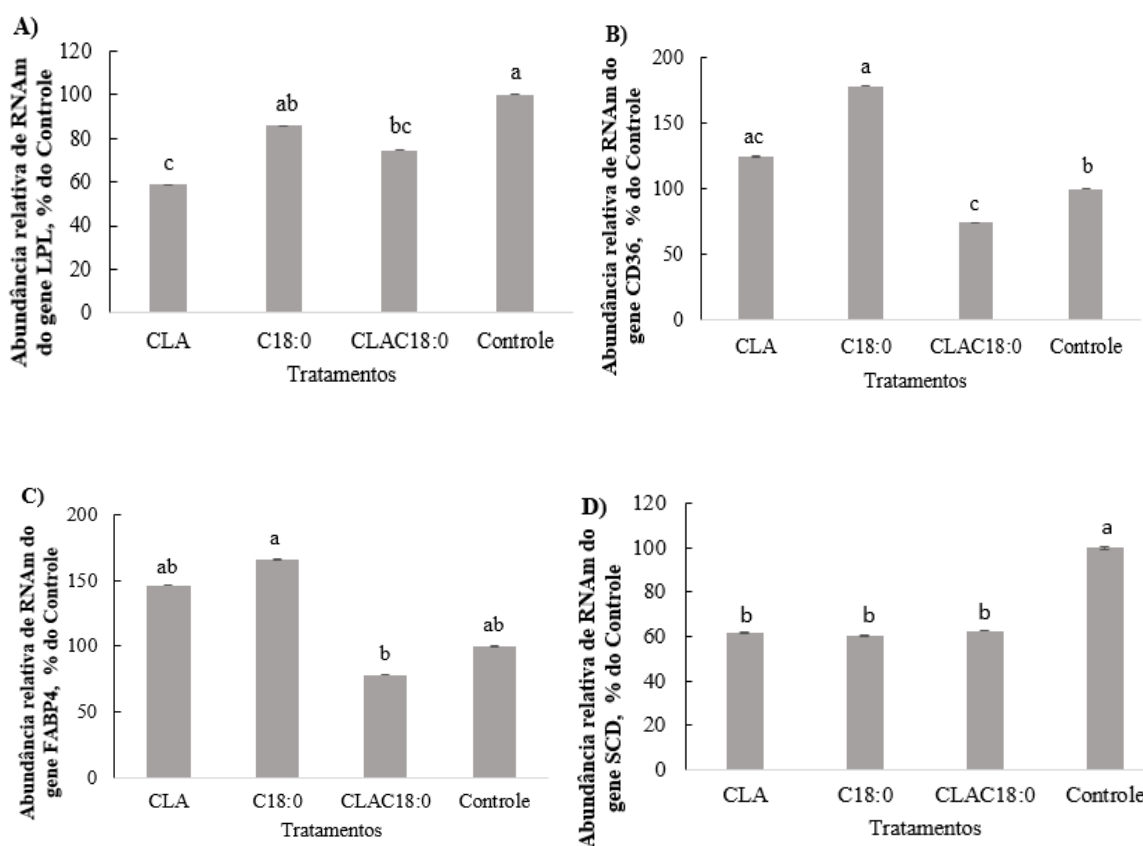 A)
Abundância relativa de RNAm
do gene LPL, % do Controle
120
100
80
60
40
20
0
c
ab
bc
a
CLA C18:0 CLAC18:0 Controle
Tratamentos
B)
Abundância relativa de RNAm do
gene CD36, % do Controle
200
150
100
50
0
ac
a
c
b
CLA C18:0 CLAC18:0 Controle
Tratamentos
C)
Abundância relativa de RNAm do
gene FABP4, % do Controle
200
150
100
50
0
ab
a
b
ab
CLA C18:0 CLAC18:0 Controle
Tratamentos
D)
Abundância relativa de RNAm do
gene SCD, % do Controle
120
100
80
60
40
20
0
b
b
b
a
CLA C18:0 CLAC18:0 Controle
Tratamentos